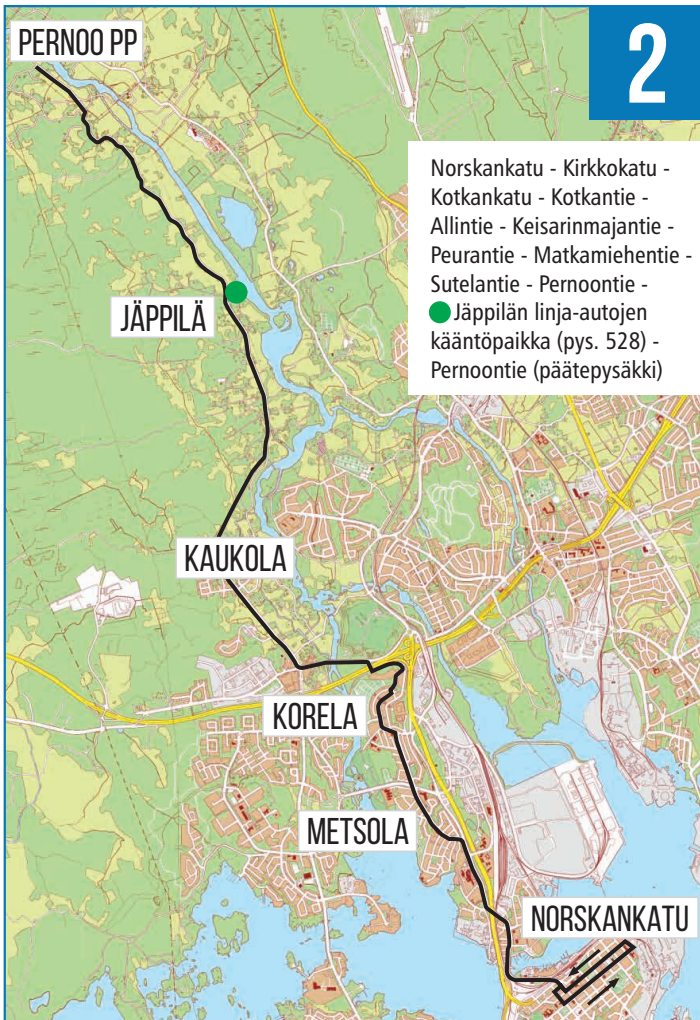 PERNOO PP
2
Norskankatu - Kirkkokatu -
Kotkankatu - Kotkantie -
Allintie - Keisarinmajantie -
Peurantie - Matkamiehentie -
Sutelantie - Pernoontie -
Jäppilän linja-autojen
kääntöpaikka (pys. 528) -
Pernoontie (päätepysäkki)
JÄPPILÄ
KAUKOLA
KORELA
METSOLA
NORSKANKATU